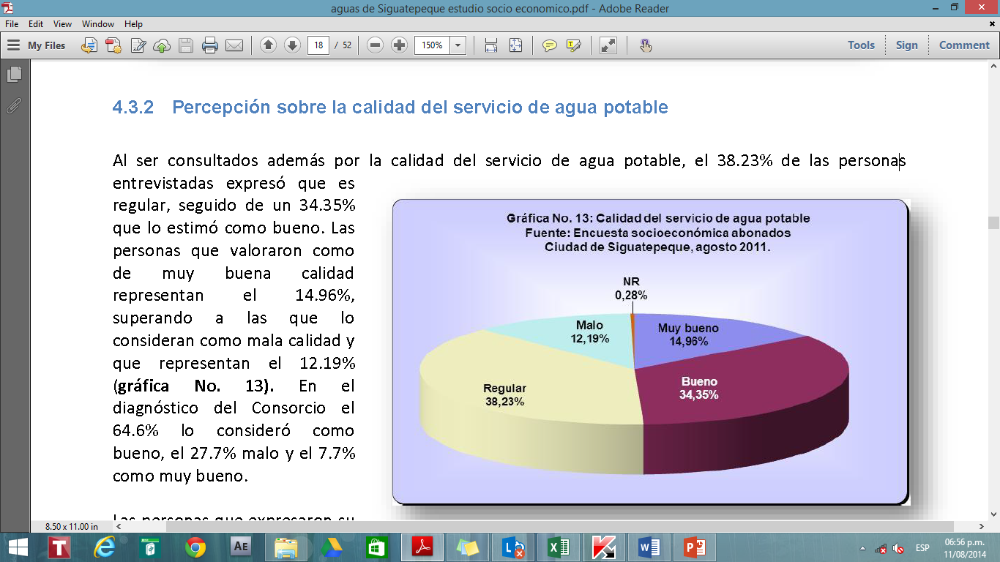 aguas de Siguatepeque estudio socio economico.pdf - Adobe Reader
File Edit View Window Help
My Files 18 / 52 150% Tools Sign Comment
4.3.2 Percepción sobre la calidad del servicio de agua potable
Al ser consultados además por la calidad del servicio de agua potable, el 38.23% de las personas
entrevistadas expresó que es
regular, seguido de un 34.35%
que lo estimó como bueno. Las
personas que valoraron como
de muy buena calidad
representan el 14.96%,
superando a las que lo
consideran como mala calidad y
que representan el 12.19%
(gráfica No. 13). En el
diagnóstico del Consorcio el
64.6% lo consideró como
bueno, el 27.7% malo y el 7.7%
como muy bueno.
Las personas que expresaron su
Gráfica No. 13: Calidad del servicio de agua potable
Fuente: Encuesta socioeconómica abonados
Ciudad de Siguatepeque, agosto 2011.
NR
0,28%
Malo
12,19%
Muy bueno
14,96%
Bueno
34,35%
Regular
38,23%
8.50 x 11.00 in
AE
ESP
06:56 p.m.
11/08/2014